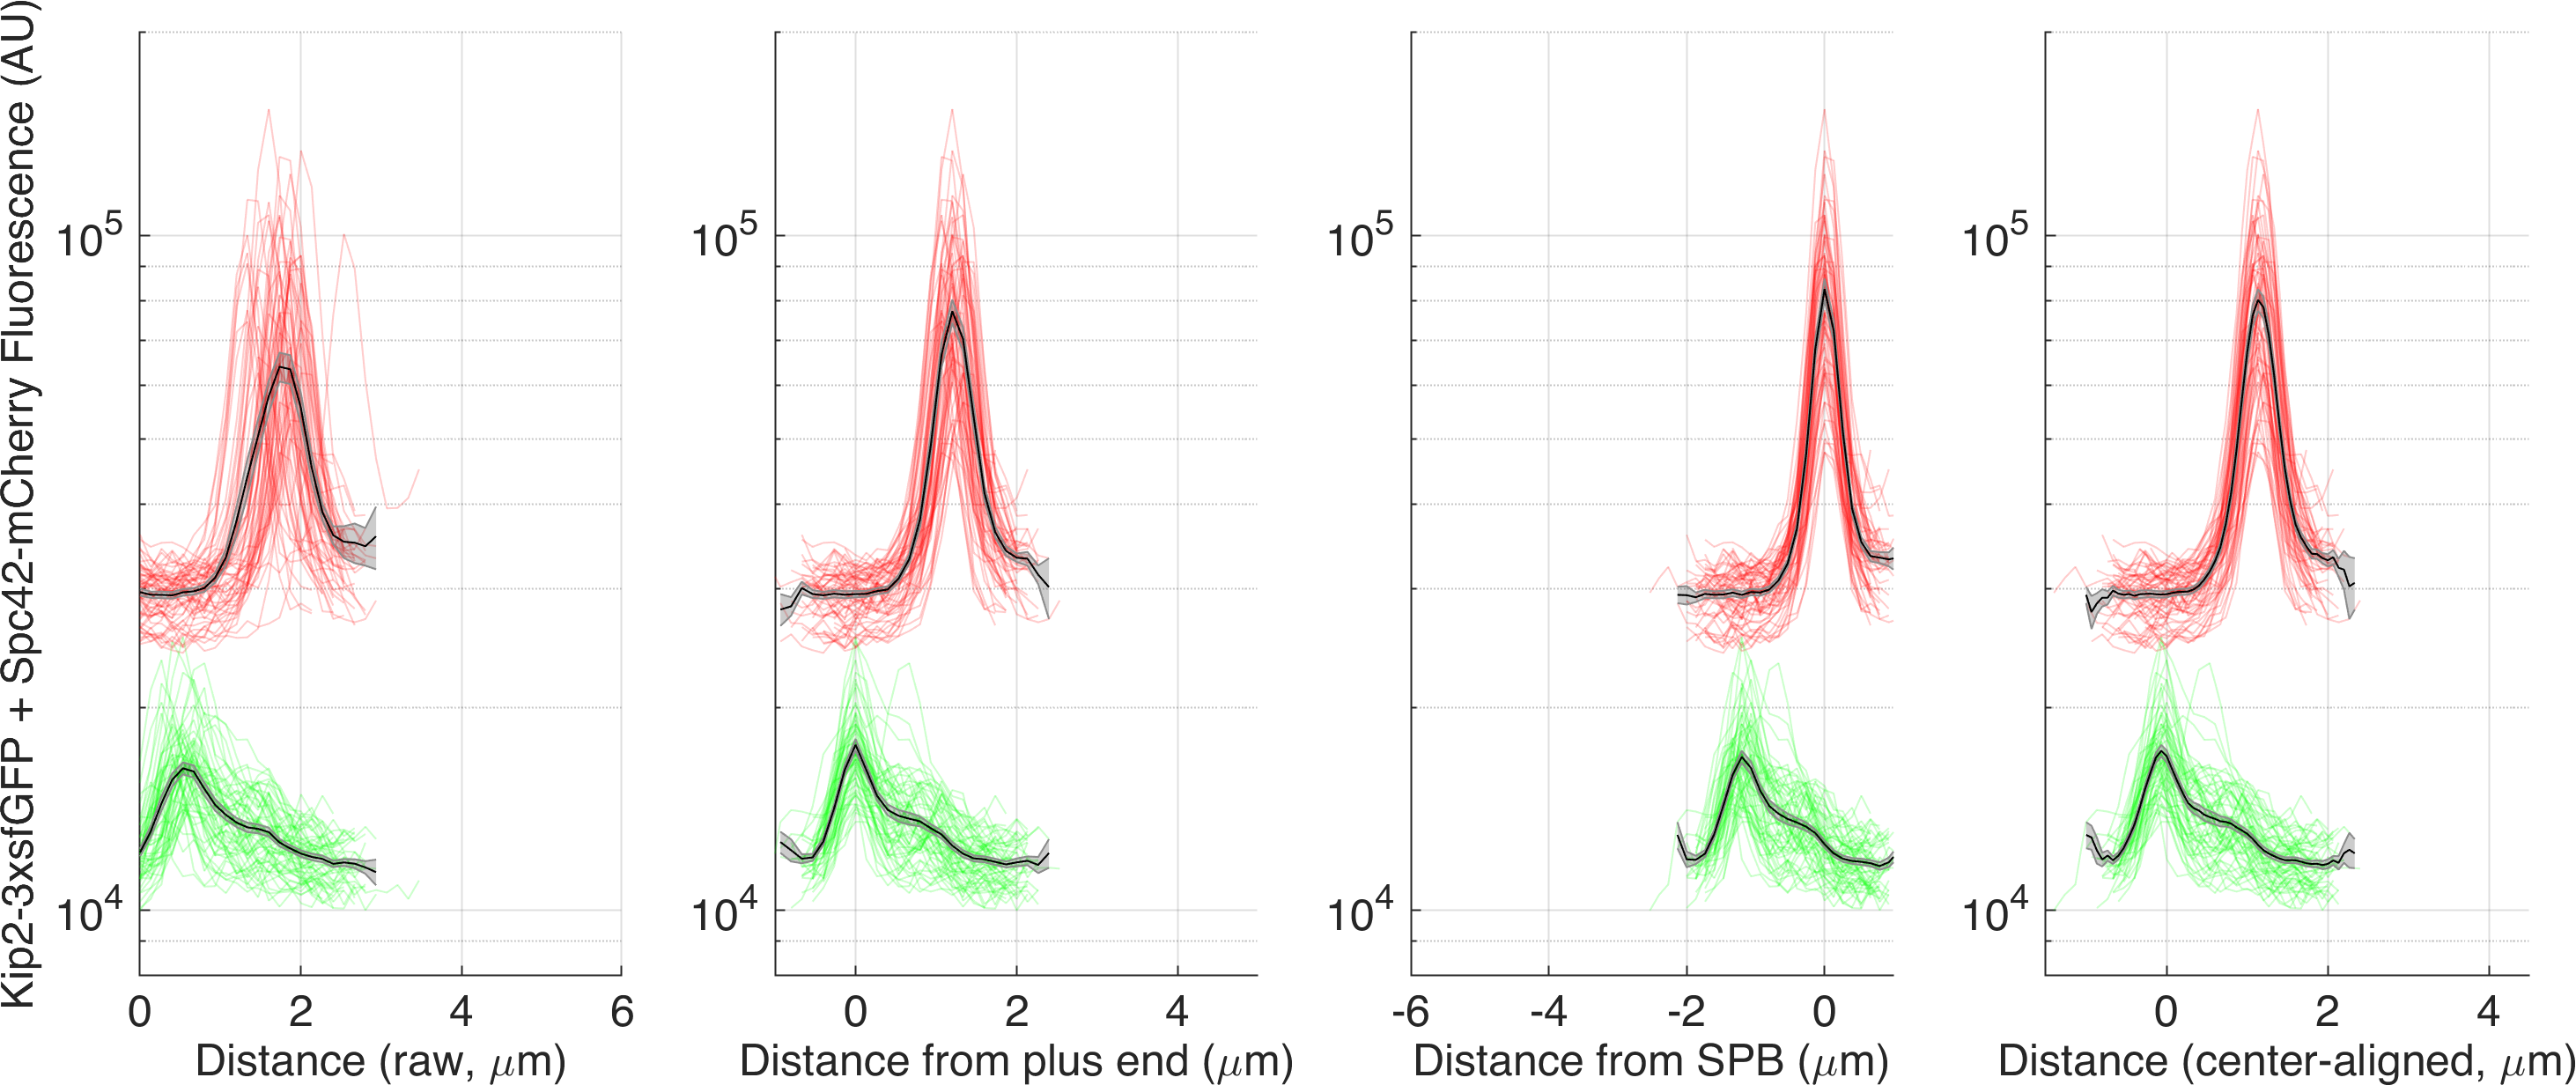 Kip2-3xsfGFP + Spc42-mCherry Fluorescence (AU)
10^5
10^4
0 2 4 6
Distance (raw, μm)
10^5
10^4
0 2 4
Distance from plus end (μm)
10^5
10^4
-6 -4 -2 0
Distance from SPB (μm)
10^5
10^4
0 2 4
Distance (center-aligned, μm)